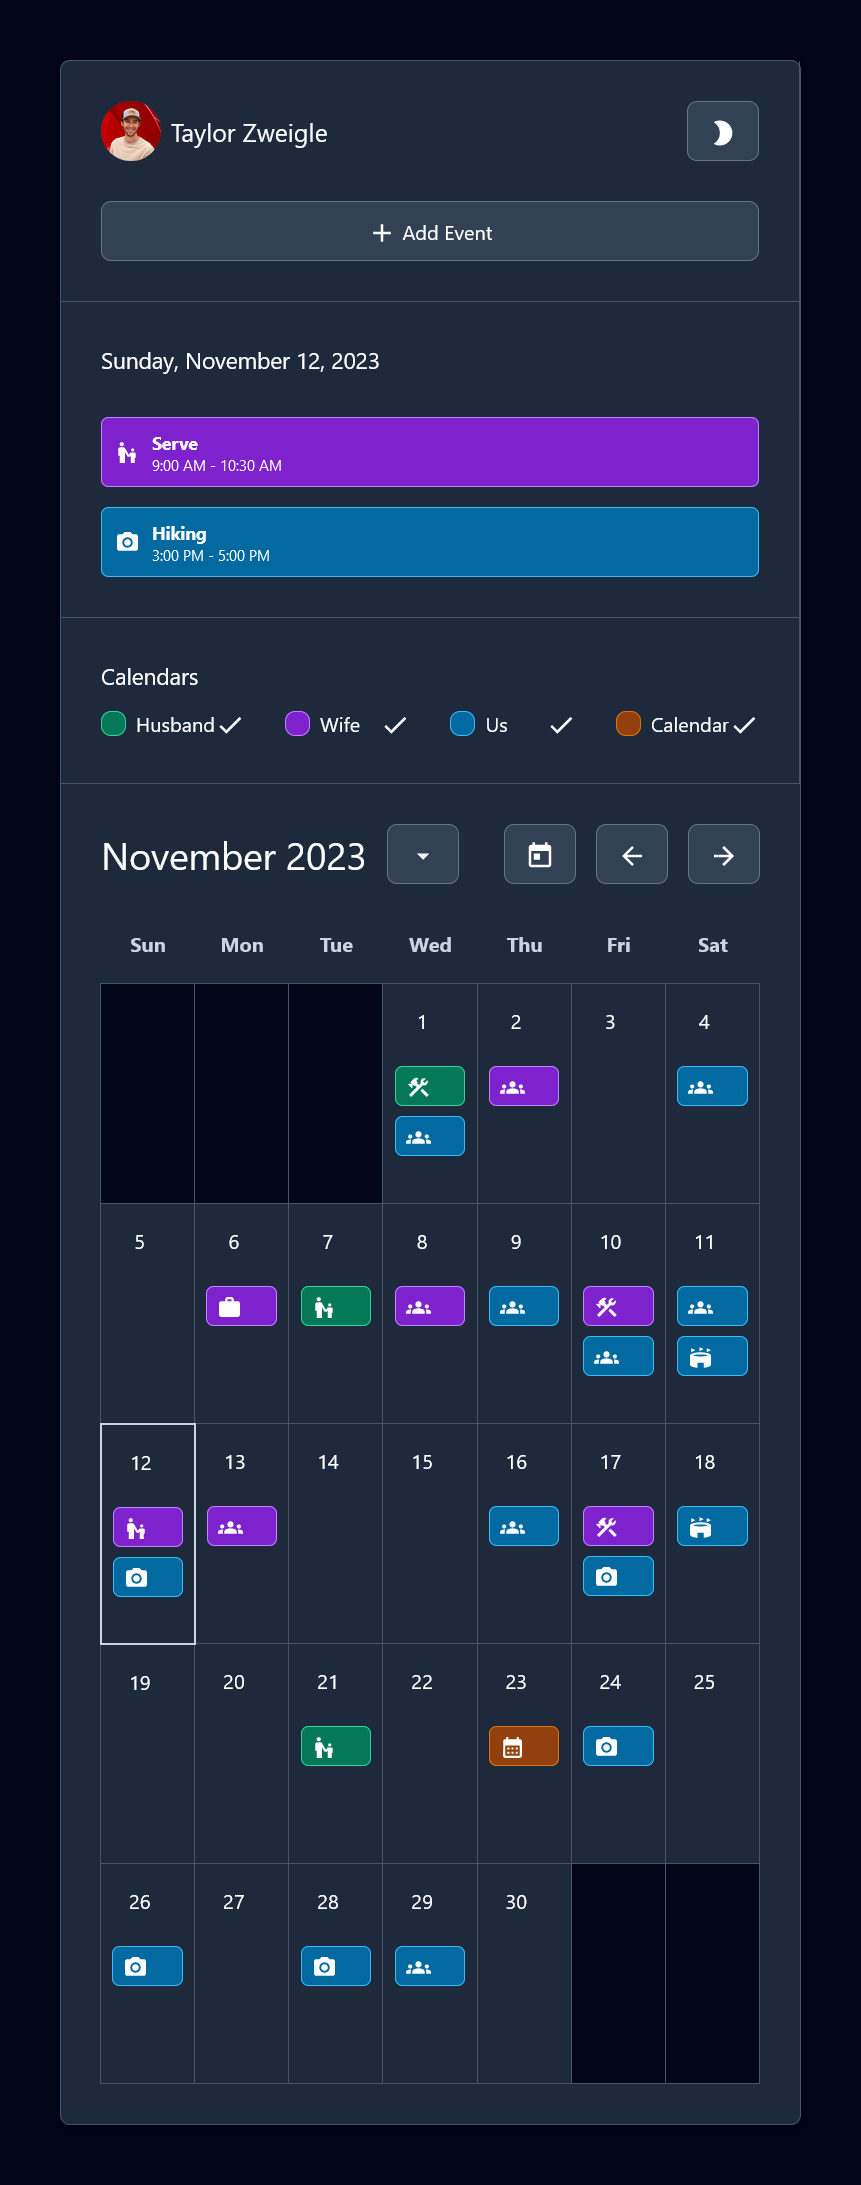 Taylor Zweigle
Add Event
Sunday, November 12, 2023
Serve
9:00 AM - 10:30 AM
Hiking
3:00 PM - 5:00 PM
Calendars
Husband Wife Us Calendar
November 2023
Sun Mon Tue Wed Thu Fri Sat
1 2 3 4
5 6 7 8 9 10 11
12 13 14 15 16 17 18
19 20 21 22 23 24 25
26 27 28 29 30